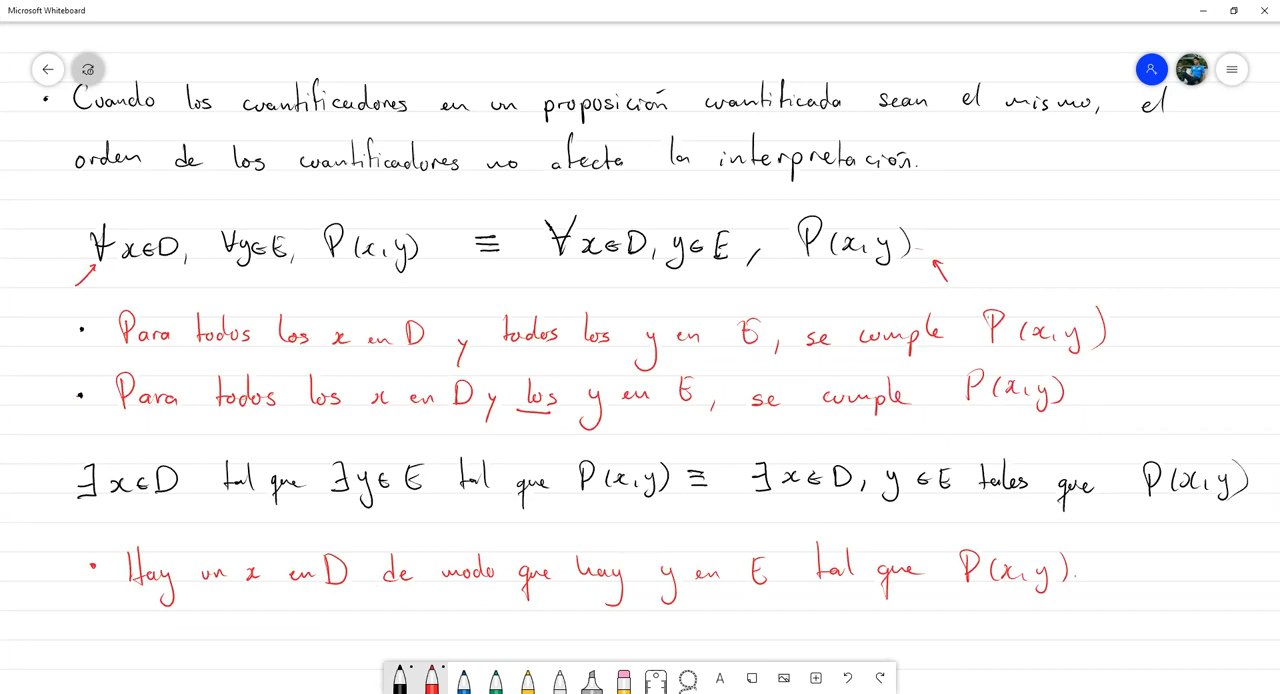 Microsoft Whiteboard
• Cuando los cuantificadores en un proposición cuantificada sean el mismo, el
orden de los cuantificadores no afecta la interpretación.
∀x∈D, ∀y∈E, P(x,y) ≡ ∀x∈D, y∈E, P(x,y)
• Para todos los x en D y todos los y en E, se cumple P(x,y)
• Para todos los x en D y los y en E, se cumple P(x,y)
∃x∈D tal que ∃y∈E tal que P(x,y) ≡ ∃x∈D, y∈E tales que P(x,y)
• Hay un x en D de modo que hay y en E tal que P(x,y).